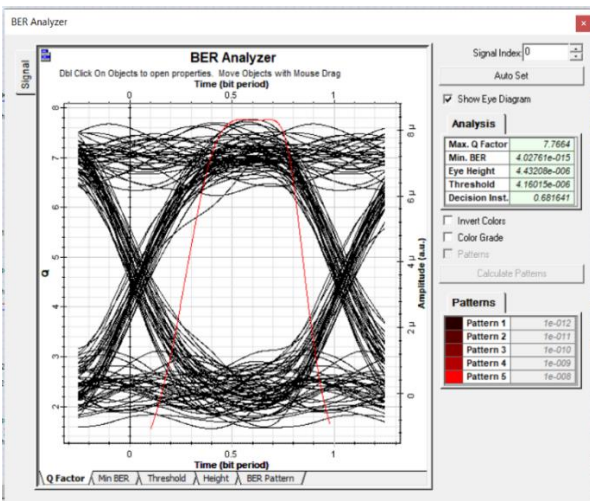 BER Analyzer
Signal
BER Analyzer
Dbl Click On Objects to open properties. Move Objects with Mouse Drag
Time (bit period)
0 0.5 1
8
7
6
5
4
3
2
Q
8 µ
6 µ
4 µ
2 µ
0
Amplitude (a.u.)
0 0.5 1
Time (bit period)
Q Factor Min BER Threshold Height BER Pattern
Signal Index: 0
Auto Set
Show Eye Diagram
Analysis
Max. Q Factor 7.7664
Min. BER 4.02761e-015
Eye Height 4.43208e-006
Threshold 4.16015e-006
Decision Inst. 0.681641
Invert Colors
Color Grade
Patterns
Calculate Patterns
Patterns
Pattern 1 1e-012
Pattern 2 1e-011
Pattern 3 1e-010
Pattern 4 1e-009
Pattern 5 1e-008